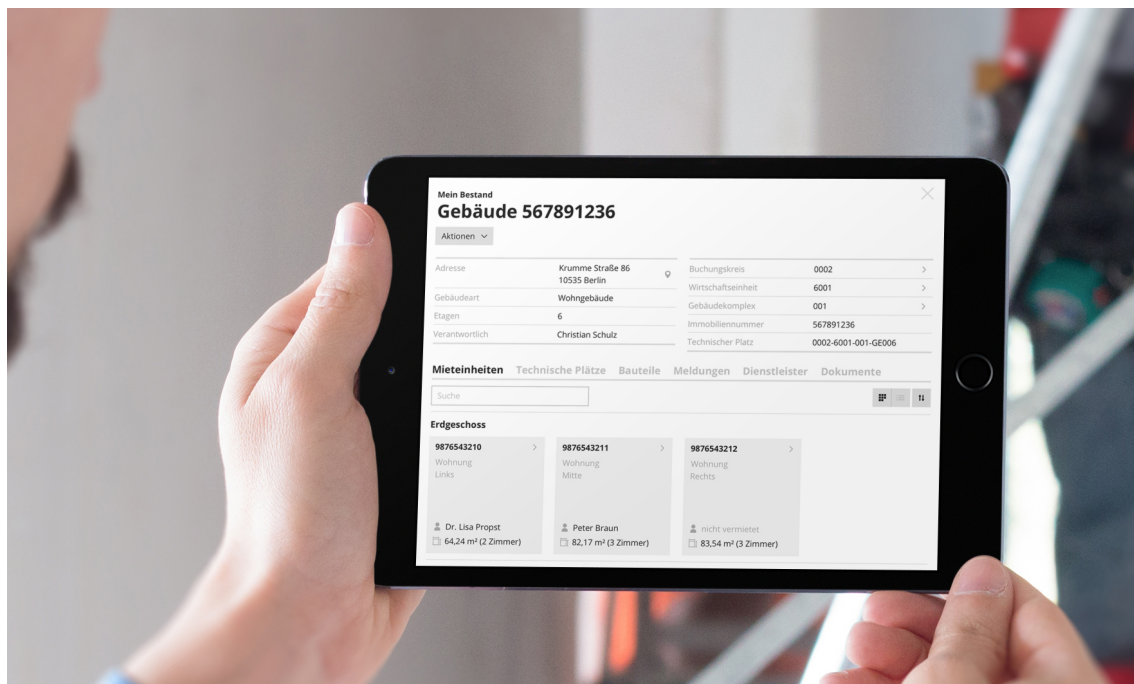 Mein Bestand
Gebäude 567891236
Aktionen
Adresse Krumme Straße 86
10535 Berlin
Gebäudeart Wohngebäude
Etagen 6
Verantwortlich Christian Schulz
Buchungskreis 0002
Wirtschaftseinheit 6001
Gebäudekomplex 001
Immobiliennummer 567891236
Technischer Platz 0002-6001-001-GE006
Mieteinheiten Technische Plätze Bauteile Meldungen Dienstleister Dokumente
Suche
Erdgeschoss
9876543210
Wohnung
Links
Dr. Lisa Propst
64,24 m² (2 Zimmer)
9876543211
Wohnung
Mitte
Peter Braun
82,17 m² (3 Zimmer)
9876543212
Wohnung
Rechts
nicht vermietet
83,54 m² (3 Zimmer)